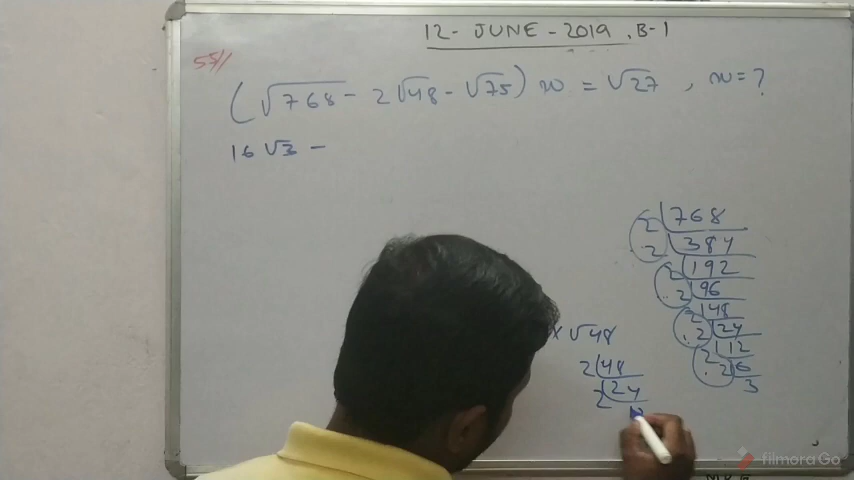 12 - JUNE - 2019, B-1
55//
(√768 - 2√48 - √75) x = √27, x = ?
16√3 -
2 | 768
2 | 384
2 | 192
2 | 96
2 | 48
2 | 24
2 | 12
2 | 6
3
× √48
2 | 48
2 | 24
filmora Go